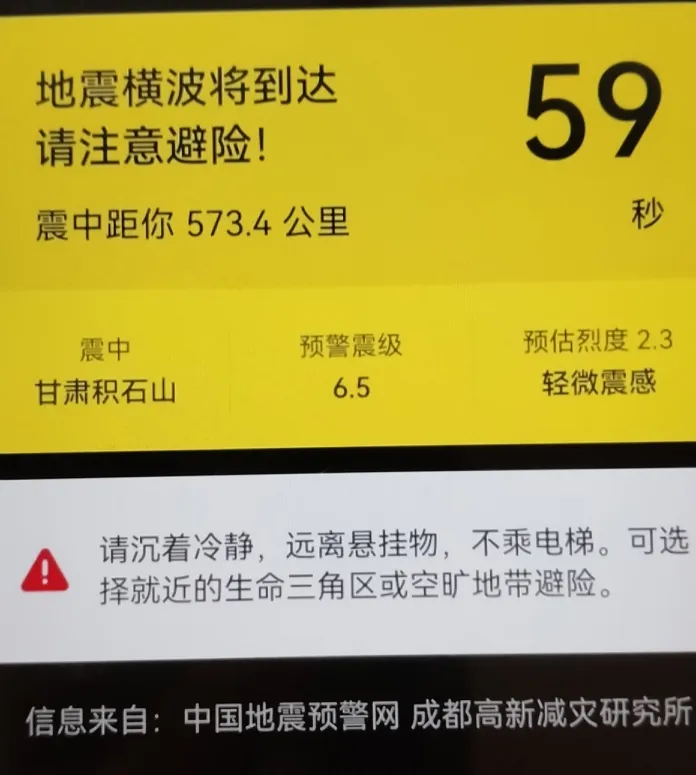 地震横波将到达
请注意避险!
59
秒
震中距你 573.4 公里
震中
甘肃积石山
预警震级
6.5
预估烈度 2.3
轻微震感
请沉着冷静，远离悬挂物，不乘电梯。可选
择就近的生命三角区或空旷地带避险。
信息来自：中国地震预警网 成都高新减灾研究所